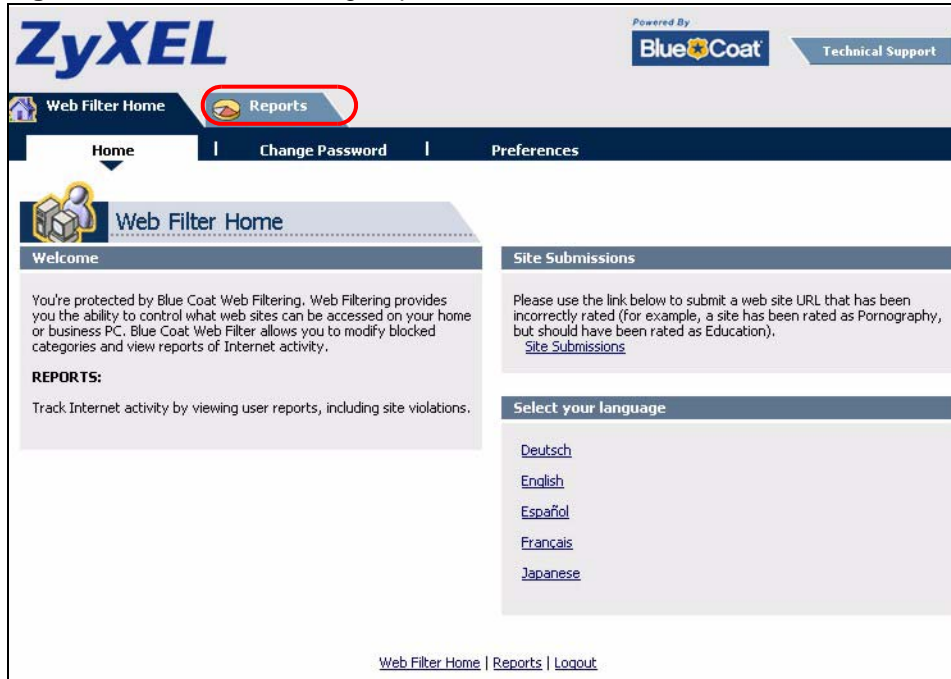 ZyXEL
Powered By
Blue Coat
Technical Support
Web Filter Home
Reports
Home | Change Password | Preferences
Web Filter Home
Welcome
You're protected by Blue Coat Web Filtering. Web Filtering provides
you the ability to control what web sites can be accessed on your home
or business PC. Blue Coat Web Filter allows you to modify blocked
categories and view reports of Internet activity.
REPORTS:
Track Internet activity by viewing user reports, including site violations.
Site Submissions
Please use the link below to submit a web site URL that has been
incorrectly rated (for example, a site has been rated as Pornography,
but should have been rated as Education).
Site Submissions
Select your language
Deutsch
English
Español
Français
Japanese
Web Filter Home | Reports | Logout